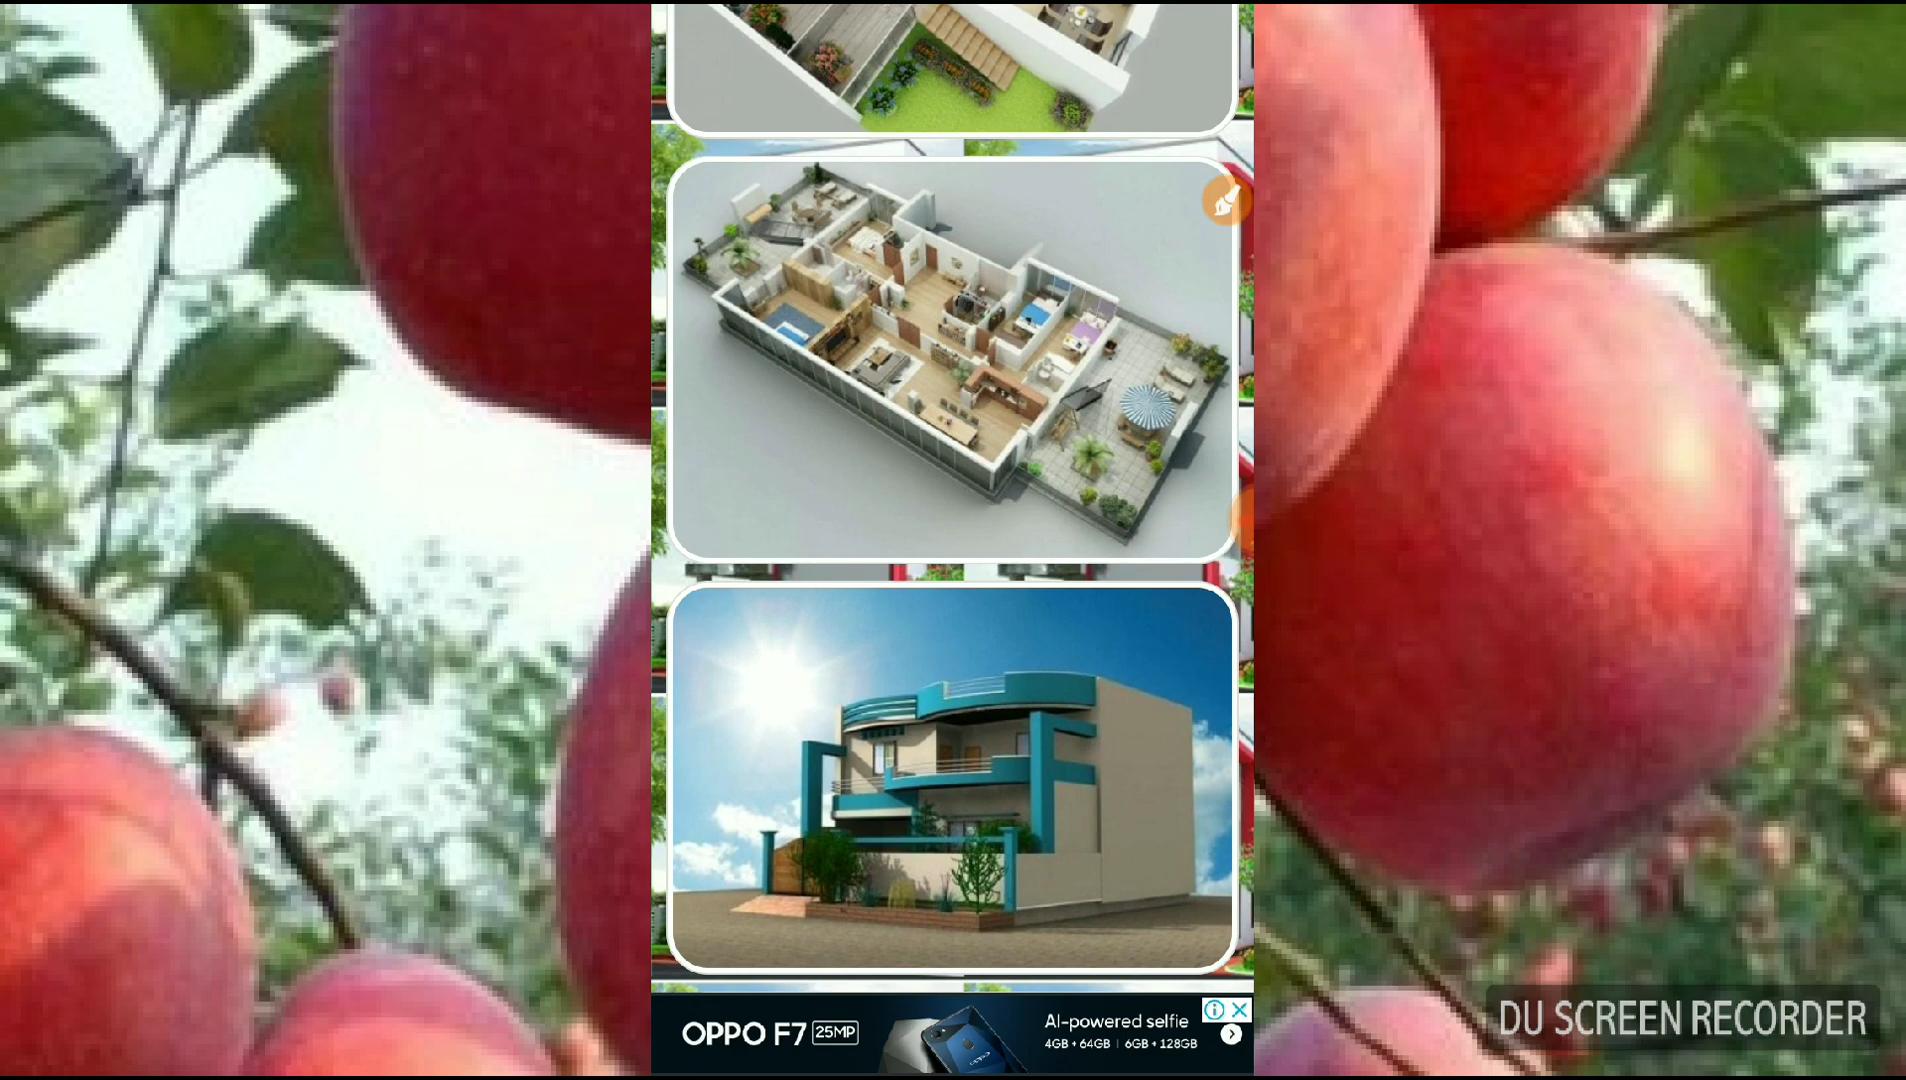 OPPO F7 25MP
AI-powered selfie
4GB + 64GB | 6GB + 128GB
DU SCREEN RECORDER